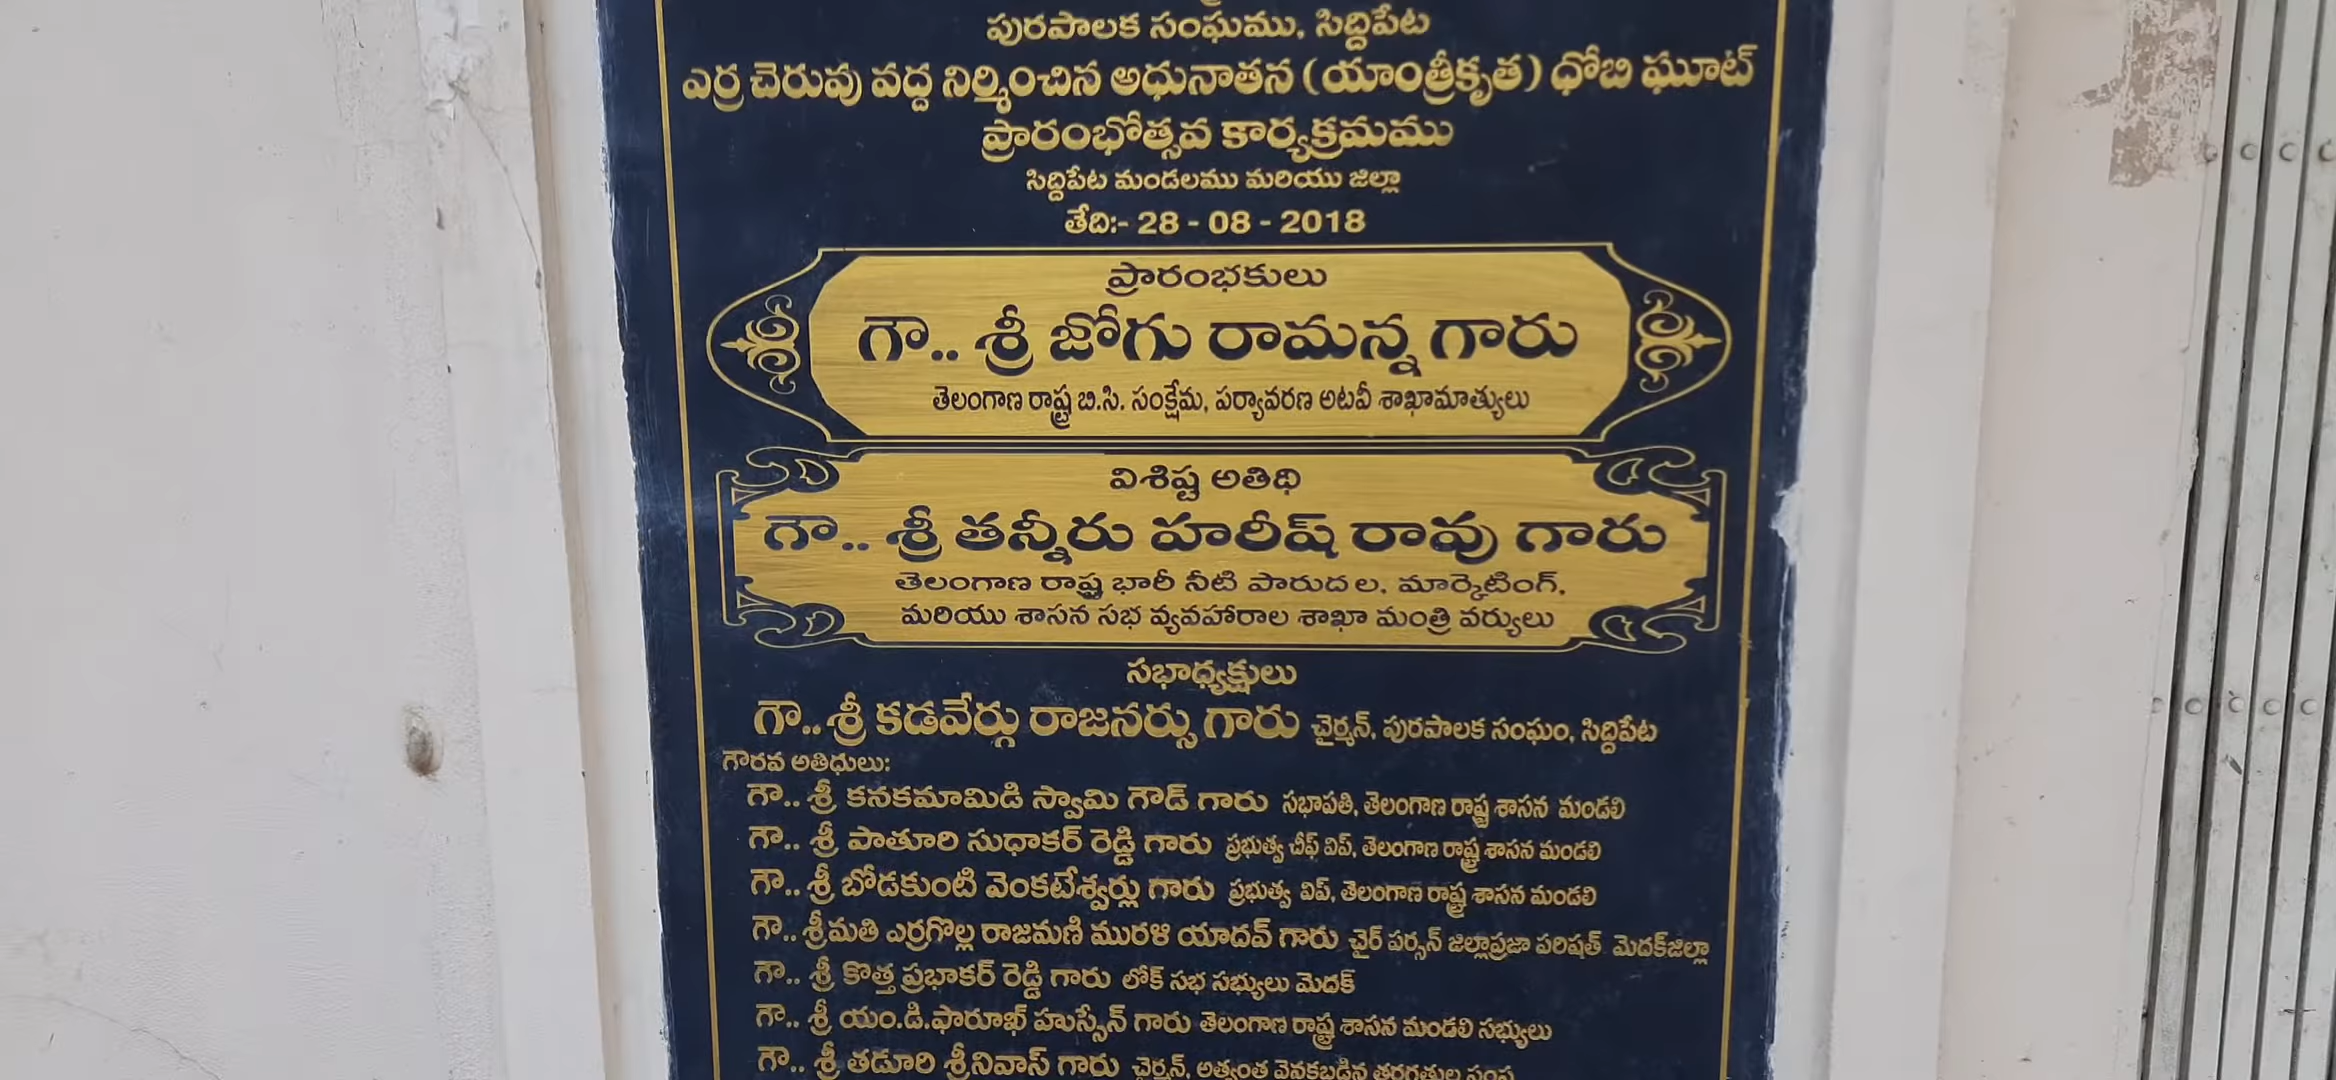 పురపాలక సంఘము, సిద్దిపేట
ఎర్ర చెరువు వద్ద నిర్మించిన అధునాతన (యాంత్రీకృత) ధోబి ఘాట్
ప్రారంభోత్సవ కార్యక్రమము
సిద్దిపేట మండలము మరియు జిల్లా
తేది:- 28 - 08 - 2018
ప్రారంభకులు
గౌ.. శ్రీ జోగు రామన్న గారు
తెలంగాణ రాష్ట్ర బి.సి. సంక్షేమ, పర్యావరణ అటవీ శాఖామాత్యులు
విశిష్ట అతిథి
గౌ.. శ్రీ తన్నీరు హరీష్ రావు గారు
తెలంగాణ రాష్ట్ర భారీ నీటి పారుదల, మార్కెటింగ్,
మరియు శాసన సభ వ్యవహారాల శాఖా మంత్రి వర్యులు
సభాధ్యక్షులు
గౌ.. శ్రీ కడవేర్గు రాజనర్సు గారు చైర్మన్, పురపాలక సంఘం, సిద్దిపేట
గౌరవ అతిధులు:
గౌ.. శ్రీ కనకమామిడి స్వామి గౌడ్ గారు సభాపతి, తెలంగాణ రాష్ట్ర శాసన మండలి
గౌ.. శ్రీ పాతూరి సుధాకర్ రెడ్డి గారు ప్రభుత్వ చీఫ్ విప్, తెలంగాణ రాష్ట్ర శాసన మండలి
గౌ.. శ్రీ బోడకుంటి వెంకటేశ్వర్లు గారు ప్రభుత్వ విప్, తెలంగాణ రాష్ట్ర శాసన మండలి
గౌ.. శ్రీమతి ఎర్రగొల్ల రాజమణి మురళి యాదవ్ గారు చైర్ పర్సన్ జిల్లాప్రజా పరిషత్ మెదక్‌జిల్లా
గౌ.. శ్రీ కొత్త ప్రభాకర్ రెడ్డి గారు లోక్ సభ సభ్యులు మెదక్
గౌ.. శ్రీ యం.డి.ఫారూఖ్ హుస్సేన్ గారు తెలంగాణ రాష్ట్ర శాసన మండలి సభ్యులు
గౌ.. శ్రీ తడూరి శ్రీనివాస్ గారు చైర్మన్, అత్యంత వెనకబడిన తరగతుల